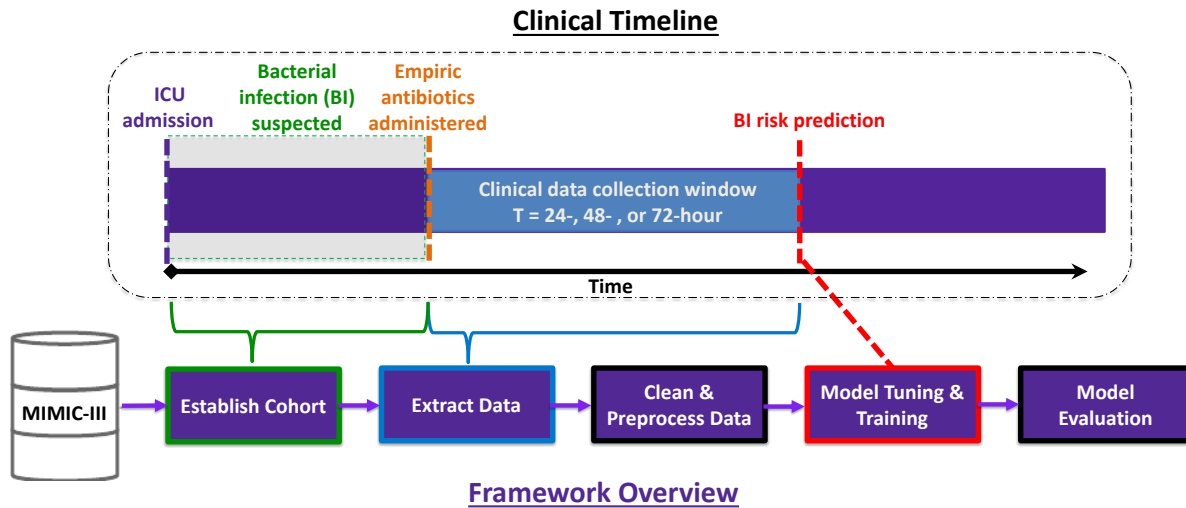 Clinical Timeline
ICU
admission
Bacterial
infection (BI)
suspected
Empiric
antibiotics
administered
BI risk prediction
Clinical data collection window
T = 24-, 48- , or 72-hour
Time
MIMIC-III
Establish Cohort
Extract Data
Clean &
Preprocess Data
Model Tuning &
Training
Model
Evaluation
Framework Overview